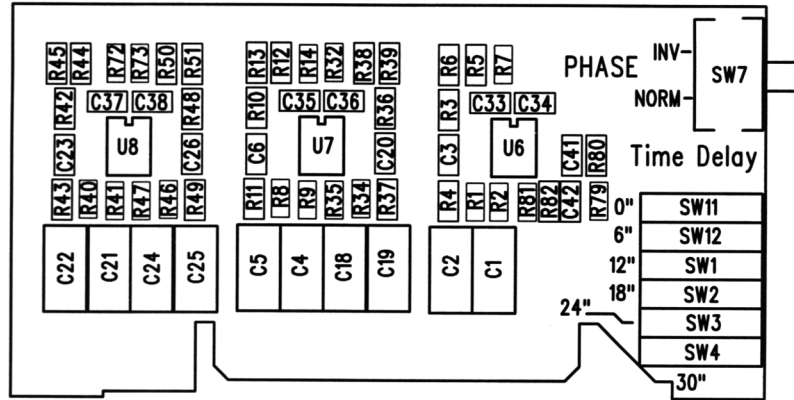 R45 R44 R72 R73 R50 R51 R13 R12 R14 R32 R38 R39 R6 R5 R7 PHASE INV NORM SW7
R42 C37 C38 R48 R10 C35 C36 R36 R3 C33 C34
C23 U8 C26 C6 U7 C20 C3 U6 C41 R80 Time Delay
R43 R40 R41 R47 R46 R49 R11 R8 R9 R35 R34 R37 R4 R1 R2 R81 R82 C42 R79 0" SW11
6" SW12
C22 C21 C24 C25 C5 C4 C18 C19 C2 C1 12" SW1
18" SW2
24" SW3
SW4
30"